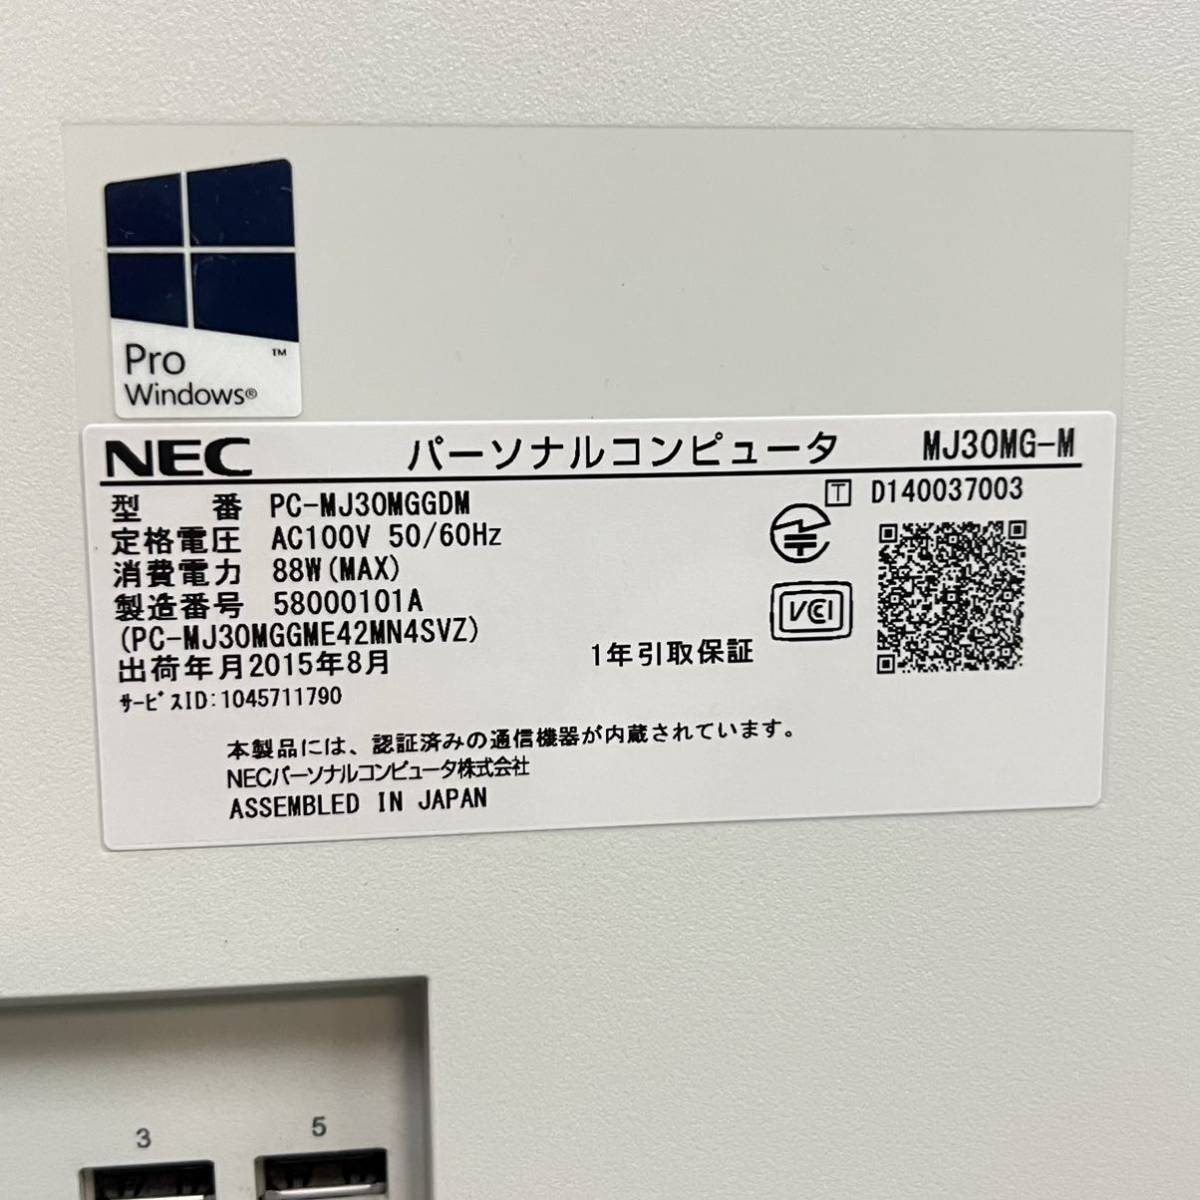 Pro ™
Windows®
NEC パーソナルコンピュータ MJ30MG-M
型 番 PC-MJ30MGGDM
T D140037003
定格電圧 AC100V 50/60Hz
消費電力 88W(MAX)
製造番号 58000101A
(PC-MJ30MGGME42MN4SVZ)
VCCI
出荷年月2015年8月
1年引取保証
ｻｰﾋﾞｽID:1045711790
本製品には、認証済みの通信機器が内蔵されています。
NECパーソナルコンピュータ株式会社
ASSEMBLED IN JAPAN
3 5